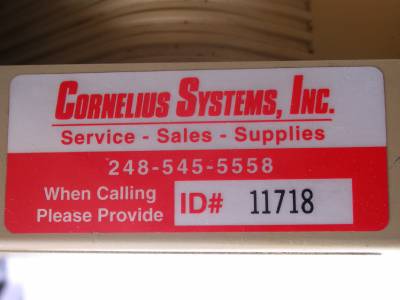 CORNELIUS SYSTEMS, INC.
Service - Sales - Supplies
248-545-5558
When Calling
Please Provide
ID# 11718